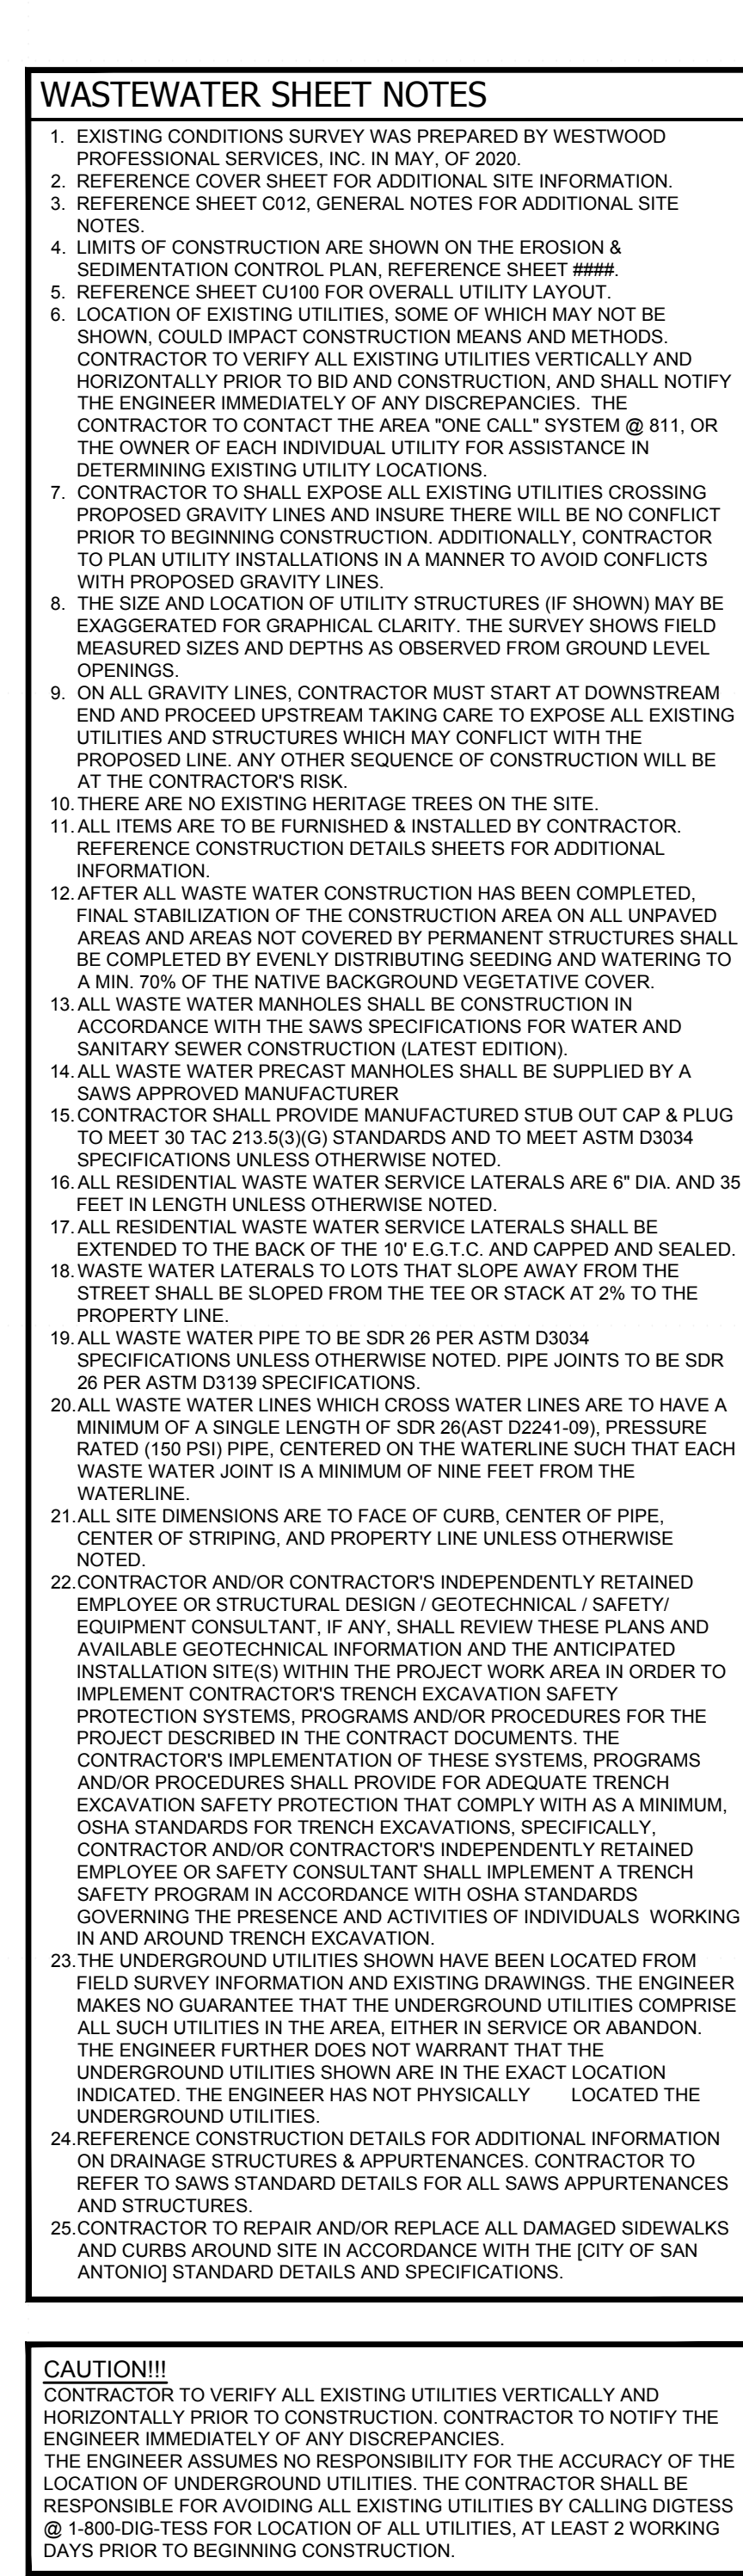 WASTEWATER SHEET NOTES
1. EXISTING CONDITIONS SURVEY WAS PREPARED BY WESTWOOD
PROFESSIONAL SERVICES, INC. IN MAY, OF 2020.
2. REFERENCE COVER SHEET FOR ADDITIONAL SITE INFORMATION.
3. REFERENCE SHEET C012, GENERAL NOTES FOR ADDITIONAL SITE
NOTES.
4. LIMITS OF CONSTRUCTION ARE SHOWN ON THE EROSION &
SEDIMENTATION CONTROL PLAN, REFERENCE SHEET ####.
5. REFERENCE SHEET CU100 FOR OVERALL UTILITY LAYOUT.
6. LOCATION OF EXISTING UTILITIES, SOME OF WHICH MAY NOT BE
SHOWN, COULD IMPACT CONSTRUCTION MEANS AND METHODS.
CONTRACTOR TO VERIFY ALL EXISTING UTILITIES VERTICALLY AND
HORIZONTALLY PRIOR TO BID AND CONSTRUCTION, AND SHALL NOTIFY
THE ENGINEER IMMEDIATELY OF ANY DISCREPANCIES. THE
CONTRACTOR TO CONTACT THE AREA "ONE CALL" SYSTEM @ 811, OR
THE OWNER OF EACH INDIVIDUAL UTILITY FOR ASSISTANCE IN
DETERMINING EXISTING UTILITY LOCATIONS.
7. CONTRACTOR TO SHALL EXPOSE ALL EXISTING UTILITIES CROSSING
PROPOSED GRAVITY LINES AND INSURE THERE WILL BE NO CONFLICT
PRIOR TO BEGINNING CONSTRUCTION. ADDITIONALLY, CONTRACTOR
TO PLAN UTILITY INSTALLATIONS IN A MANNER TO AVOID CONFLICTS
WITH PROPOSED GRAVITY LINES.
8. THE SIZE AND LOCATION OF UTILITY STRUCTURES (IF SHOWN) MAY BE
EXAGGERATED FOR GRAPHICAL CLARITY. THE SURVEY SHOWS FIELD
MEASURED SIZES AND DEPTHS AS OBSERVED FROM GROUND LEVEL
OPENINGS.
9. ON ALL GRAVITY LINES, CONTRACTOR MUST START AT DOWNSTREAM
END AND PROCEED UPSTREAM TAKING CARE TO EXPOSE ALL EXISTING
UTILITIES AND STRUCTURES WHICH MAY CONFLICT WITH THE
PROPOSED LINE. ANY OTHER SEQUENCE OF CONSTRUCTION WILL BE
AT THE CONTRACTOR'S RISK.
10. THERE ARE NO EXISTING HERITAGE TREES ON THE SITE.
11. ALL ITEMS ARE TO BE FURNISHED & INSTALLED BY CONTRACTOR.
REFERENCE CONSTRUCTION DETAILS SHEETS FOR ADDITIONAL
INFORMATION.
12. AFTER ALL WASTE WATER CONSTRUCTION HAS BEEN COMPLETED,
FINAL STABILIZATION OF THE CONSTRUCTION AREA ON ALL UNPAVED
AREAS AND AREAS NOT COVERED BY PERMANENT STRUCTURES SHALL
BE COMPLETED BY EVENLY DISTRIBUTING SEEDING AND WATERING TO
A MIN. 70% OF THE NATIVE BACKGROUND VEGETATIVE COVER.
13. ALL WASTE WATER MANHOLES SHALL BE CONSTRUCTION IN
ACCORDANCE WITH THE SAWS SPECIFICATIONS FOR WATER AND
SANITARY SEWER CONSTRUCTION (LATEST EDITION).
14. ALL WASTE WATER PRECAST MANHOLES SHALL BE SUPPLIED BY A
SAWS APPROVED MANUFACTURER
15. CONTRACTOR SHALL PROVIDE MANUFACTURED STUB OUT CAP & PLUG
TO MEET 30 TAC 213.5(3)(G) STANDARDS AND TO MEET ASTM D3034
SPECIFICATIONS UNLESS OTHERWISE NOTED.
16. ALL RESIDENTIAL WASTE WATER SERVICE LATERALS ARE 6" DIA. AND 35
FEET IN LENGTH UNLESS OTHERWISE NOTED.
17. ALL RESIDENTIAL WASTE WATER SERVICE LATERALS SHALL BE
EXTENDED TO THE BACK OF THE 10' E.G.T.C. AND CAPPED AND SEALED.
18. WASTE WATER LATERALS TO LOTS THAT SLOPE AWAY FROM THE
STREET SHALL BE SLOPED FROM THE TEE OR STACK AT 2% TO THE
PROPERTY LINE.
19. ALL WASTE WATER PIPE TO BE SDR 26 PER ASTM D3034
SPECIFICATIONS UNLESS OTHERWISE NOTED. PIPE JOINTS TO BE SDR
26 PER ASTM D3139 SPECIFICATIONS.
20. ALL WASTE WATER LINES WHICH CROSS WATER LINES ARE TO HAVE A
MINIMUM OF A SINGLE LENGTH OF SDR 26(AST D2241-09), PRESSURE
RATED (150 PSI) PIPE, CENTERED ON THE WATERLINE SUCH THAT EACH
WASTE WATER JOINT IS A MINIMUM OF NINE FEET FROM THE
WATERLINE.
21. ALL SITE DIMENSIONS ARE TO FACE OF CURB, CENTER OF PIPE,
CENTER OF STRIPING, AND PROPERTY LINE UNLESS OTHERWISE
NOTED.
22. CONTRACTOR AND/OR CONTRACTOR'S INDEPENDENTLY RETAINED
EMPLOYEE OR STRUCTURAL DESIGN / GEOTECHNICAL / SAFETY/
EQUIPMENT CONSULTANT, IF ANY, SHALL REVIEW THESE PLANS AND
AVAILABLE GEOTECHNICAL INFORMATION AND THE ANTICIPATED
INSTALLATION SITE(S) WITHIN THE PROJECT WORK AREA IN ORDER TO
IMPLEMENT CONTRACTOR'S TRENCH EXCAVATION SAFETY
PROTECTION SYSTEMS, PROGRAMS AND/OR PROCEDURES FOR THE
PROJECT DESCRIBED IN THE CONTRACT DOCUMENTS. THE
CONTRACTOR'S IMPLEMENTATION OF THESE SYSTEMS, PROGRAMS
AND/OR PROCEDURES SHALL PROVIDE FOR ADEQUATE TRENCH
EXCAVATION SAFETY PROTECTION THAT COMPLY WITH AS A MINIMUM,
OSHA STANDARDS FOR TRENCH EXCAVATIONS, SPECIFICALLY,
CONTRACTOR AND/OR CONTRACTOR'S INDEPENDENTLY RETAINED
EMPLOYEE OR SAFETY CONSULTANT SHALL IMPLEMENT A TRENCH
SAFETY PROGRAM IN ACCORDANCE WITH OSHA STANDARDS
GOVERNING THE PRESENCE AND ACTIVITIES OF INDIVIDUALS WORKING
IN AND AROUND TRENCH EXCAVATION.
23. THE UNDERGROUND UTILITIES SHOWN HAVE BEEN LOCATED FROM
FIELD SURVEY INFORMATION AND EXISTING DRAWINGS. THE ENGINEER
MAKES NO GUARANTEE THAT THE UNDERGROUND UTILITIES COMPRISE
ALL SUCH UTILITIES IN THE AREA, EITHER IN SERVICE OR ABANDON.
THE ENGINEER FURTHER DOES NOT WARRANT THAT THE
UNDERGROUND UTILITIES SHOWN ARE IN THE EXACT LOCATION
INDICATED. THE ENGINEER HAS NOT PHYSICALLY LOCATED THE
UNDERGROUND UTILITIES.
24. REFERENCE CONSTRUCTION DETAILS FOR ADDITIONAL INFORMATION
ON DRAINAGE STRUCTURES & APPURTENANCES. CONTRACTOR TO
REFER TO SAWS STANDARD DETAILS FOR ALL SAWS APPURTENANCES
AND STRUCTURES.
25. CONTRACTOR TO REPAIR AND/OR REPLACE ALL DAMAGED SIDEWALKS
AND CURBS AROUND SITE IN ACCORDANCE WITH THE [CITY OF SAN
ANTONIO] STANDARD DETAILS AND SPECIFICATIONS.
CAUTION!!!
CONTRACTOR TO VERIFY ALL EXISTING UTILITIES VERTICALLY AND
HORIZONTALLY PRIOR TO CONSTRUCTION. CONTRACTOR TO NOTIFY THE
ENGINEER IMMEDIATELY OF ANY DISCREPANCIES.
THE ENGINEER ASSUMES NO RESPONSIBILITY FOR THE ACCURACY OF THE
LOCATION OF UNDERGROUND UTILITIES. THE CONTRACTOR SHALL BE
RESPONSIBLE FOR AVOIDING ALL EXISTING UTILITIES BY CALLING DIGTESS
@ 1-800-DIG-TESS FOR LOCATION OF ALL UTILITIES, AT LEAST 2 WORKING
DAYS PRIOR TO BEGINNING CONSTRUCTION.